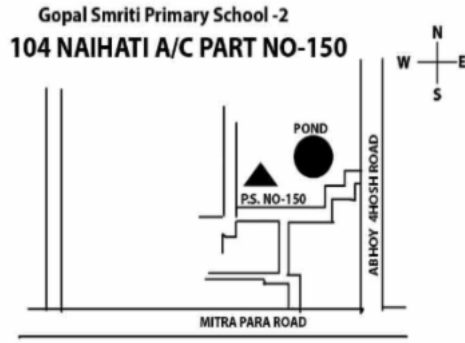 Gopal Smriti Primary School -2
104 NAIHATI A/C PART NO-150
N
W
E
S
POND
P.S. NO-150
ABHOY 4HOSH ROAD
MITRA PARA ROAD